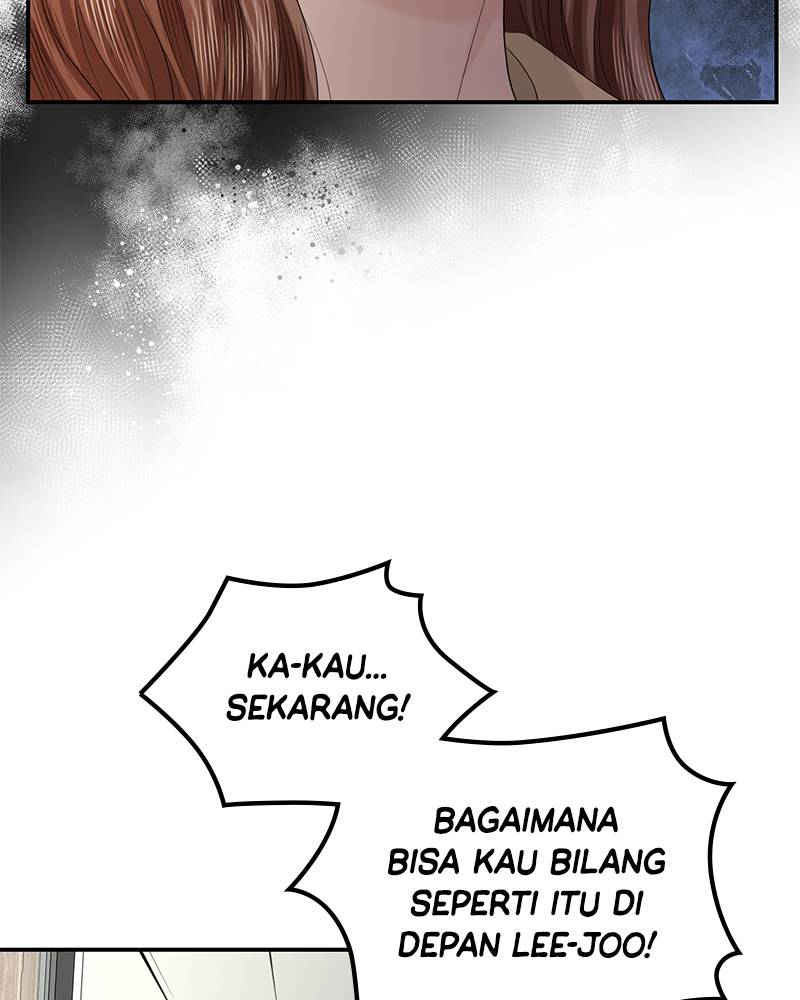 KA-KAU...
SEKARANG!
BAGAIMANA
BISA KAU BILANG
SEPERTI ITU DI
DEPAN LEE-JOO!